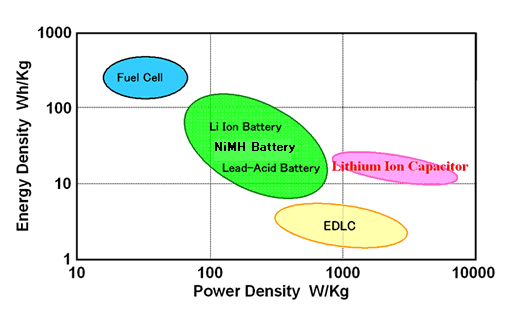 1000
Fuel Cell
Energy Density Wh/Kg
100
Li Ion Battery
NiMH Battery
Lead-Acid Battery
Lithium Ion Capacitor
10
EDLC
1
10 100 1000 10000
Power Density W/Kg